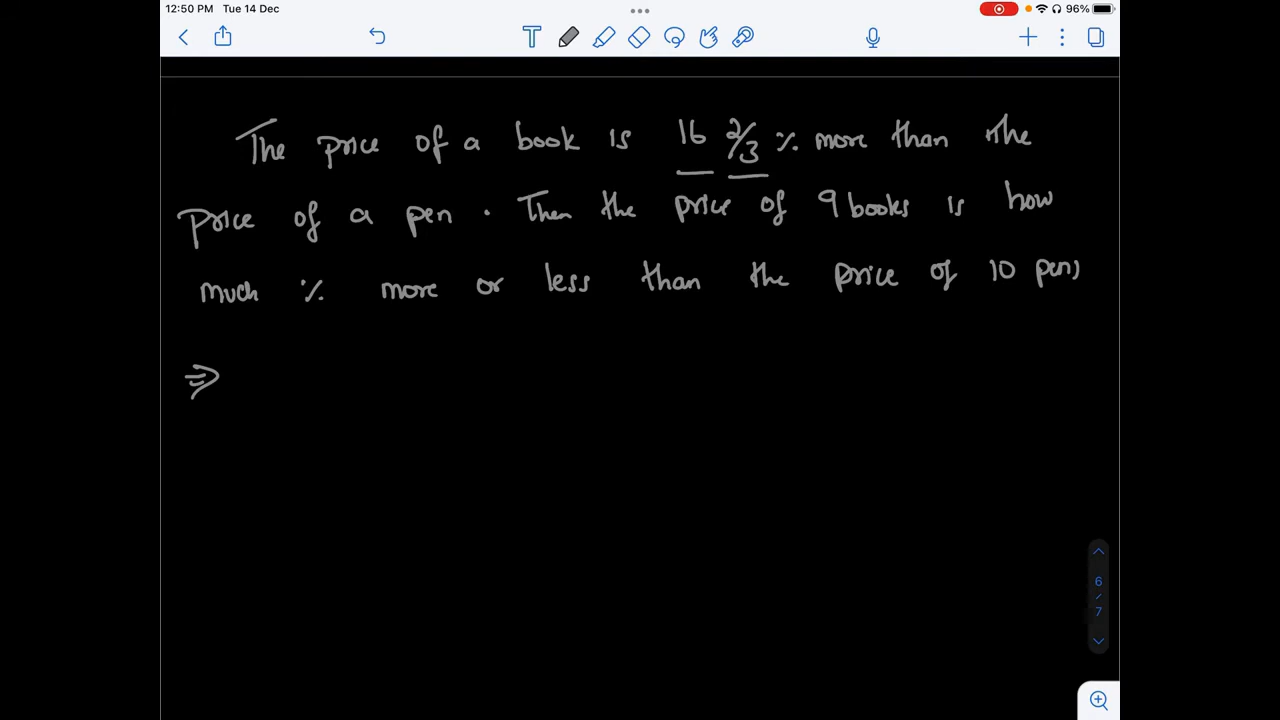 12:50 PM Tue 14 Dec
96%
The price of a book is 16 2/3 % more than the
price of a pen. Then the price of 9 books is how
much % more or less than the price of 10 pens
⇒
6
/
7